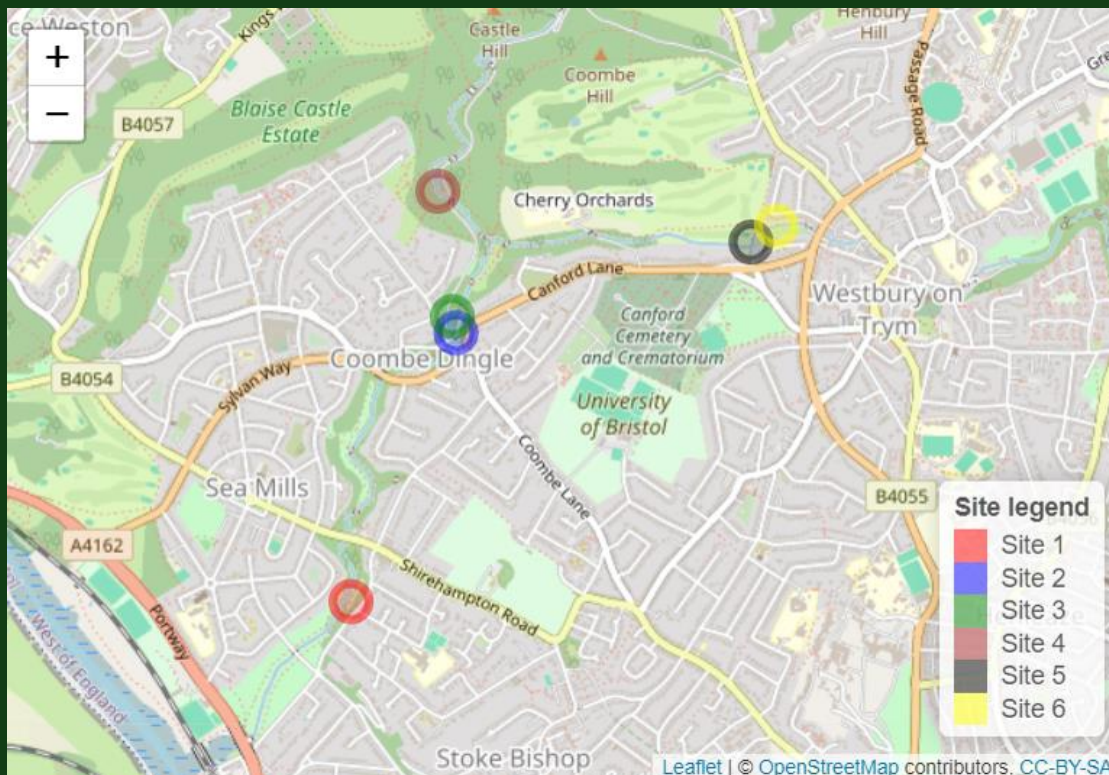 ce Weston
Kings
Castle
Hill
Henbury
Hill
+
−
Coombe
Hill
Passage Road
Gre
Blaise Castle
Estate
B4057
Cherry Orchards
Canford Lane
Westbury on
Trym
Canford
Cemetery
and Crematorium
Coombe Dingle
B4054
Sylvan Way
University
of Bristol
Coombe Lane
Sea Mills
B4055
A4162
Shirehampton Road
Portway
West of
England
Stoke Bishop
Site legend
Site 1
Site 2
Site 3
Site 4
Site 5
Site 6
Leaflet | © OpenStreetMap contributors, CC-BY-SA